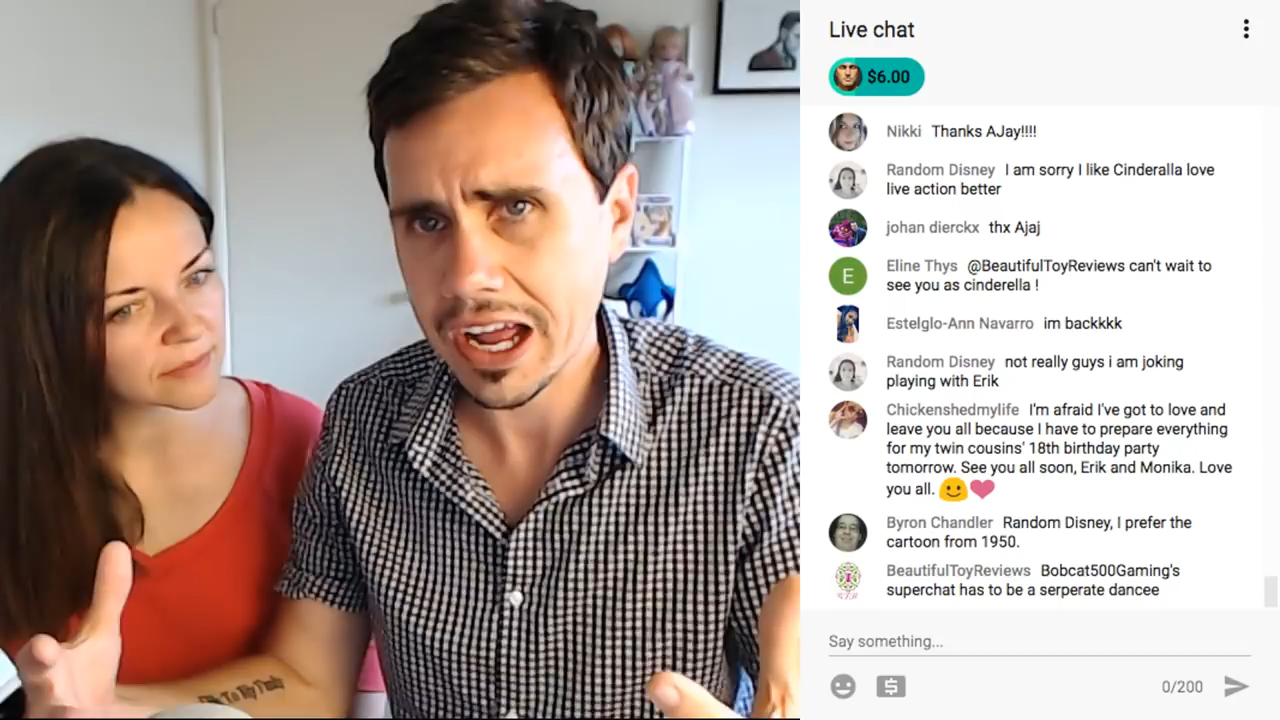 Live chat
$6.00
Nikki Thanks AJay!!!!
Random Disney I am sorry I like Cinderalla love
live action better
johan dierckx thx Ajaj
E
Eline Thys @BeautifulToyReviews can't wait to
see you as cinderella !
Estelglo-Ann Navarro im backkkk
Random Disney not really guys i am joking
playing with Erik
Chickenshedmylife I'm afraid I've got to love and
leave you all because I have to prepare everything
for my twin cousins' 18th birthday party
tomorrow. See you all soon, Erik and Monika. Love
you all. 🙂❤
Byron Chandler Random Disney, I prefer the
cartoon from 1950.
BeautifulToyReviews Bobcat500Gaming's
superchat has to be a serperate dancee
Say something...
0/200